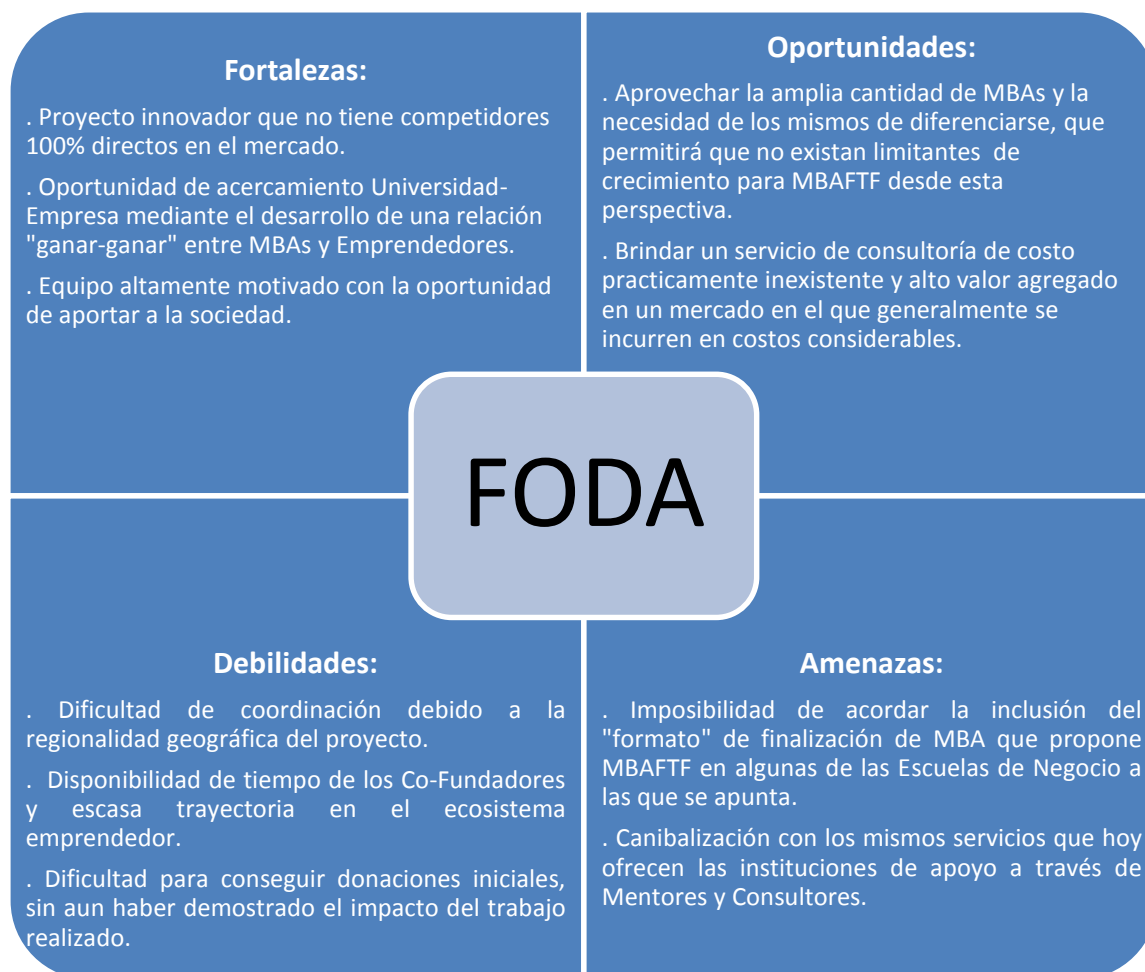 Fortalezas:
. Proyecto innovador que no tiene competidores
100% directos en el mercado.
. Oportunidad de acercamiento Universidad-
Empresa mediante el desarrollo de una relación
"ganar-ganar" entre MBAs y Emprendedores.
. Equipo altamente motivado con la oportunidad
de aportar a la sociedad.
Oportunidades:
. Aprovechar la amplia cantidad de MBAs y la
necesidad de los mismos de diferenciarse, que
permitirá que no existan limitantes de
crecimiento para MBAFTF desde esta
perspectiva.
. Brindar un servicio de consultoría de costo
practicamente inexistente y alto valor agregado
en un mercado en el que generalmente se
incurren en costos considerables.
FODA
Debilidades:
. Dificultad de coordinación debido a la
regionalidad geográfica del proyecto.
. Disponibilidad de tiempo de los Co-Fundadores
y escasa trayectoria en el ecosistema
emprendedor.
. Dificultad para conseguir donaciones iniciales,
sin aun haber demostrado el impacto del trabajo
realizado.
Amenazas:
. Imposibilidad de acordar la inclusión del
"formato" de finalización de MBA que propone
MBAFTF en algunas de las Escuelas de Negocio a
las que se apunta.
. Canibalización con los mismos servicios que hoy
ofrecen las instituciones de apoyo a través de
Mentores y Consultores.